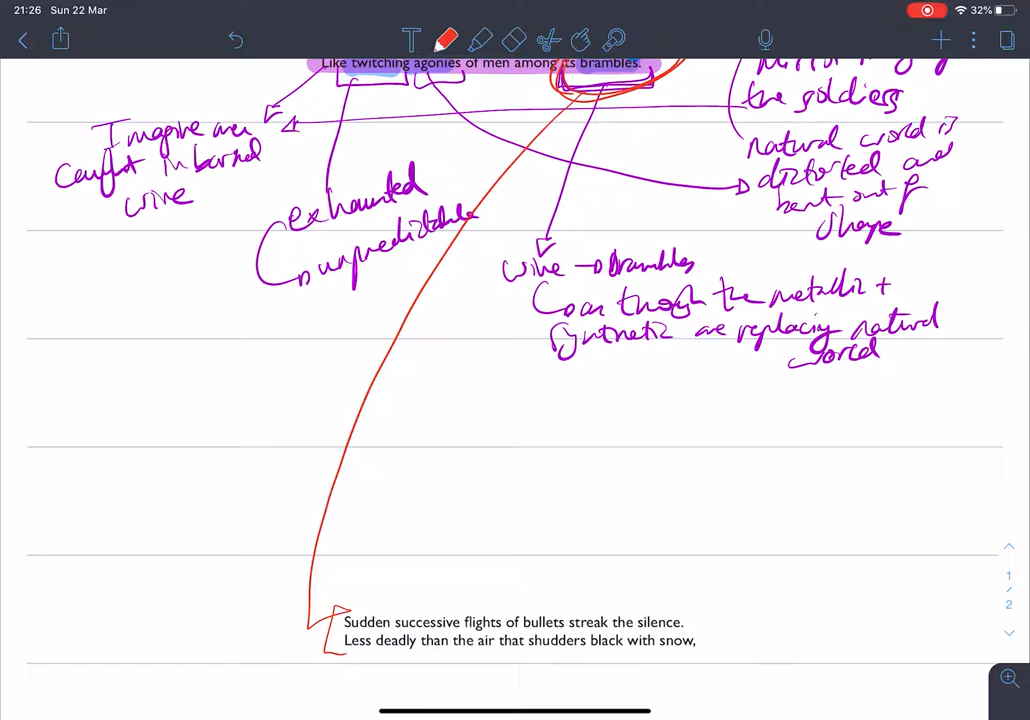 21:26 Sun 22 Mar
32%
Like twitching agonies of men among its brambles.
the soldiers
Imagine men
caught in barbed
wire
natural world is
distorted and
bent out of
shape
exhausted
unpredictable
wire → Brambles
as though the metallic +
synthetic are replacing natural
world
1
/
2
Sudden successive flights of bullets streak the silence.
Less deadly than the air that shudders black with snow,